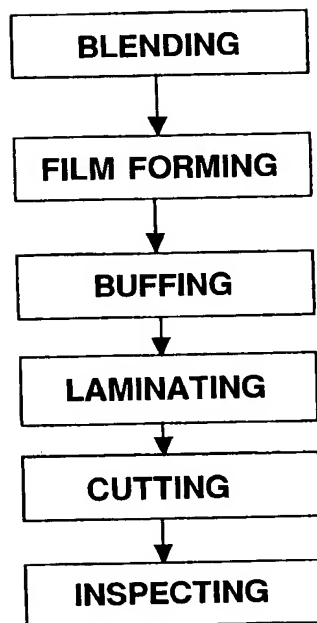 BLENDING
FILM FORMING
BUFFING
LAMINATING
CUTTING
INSPECTING